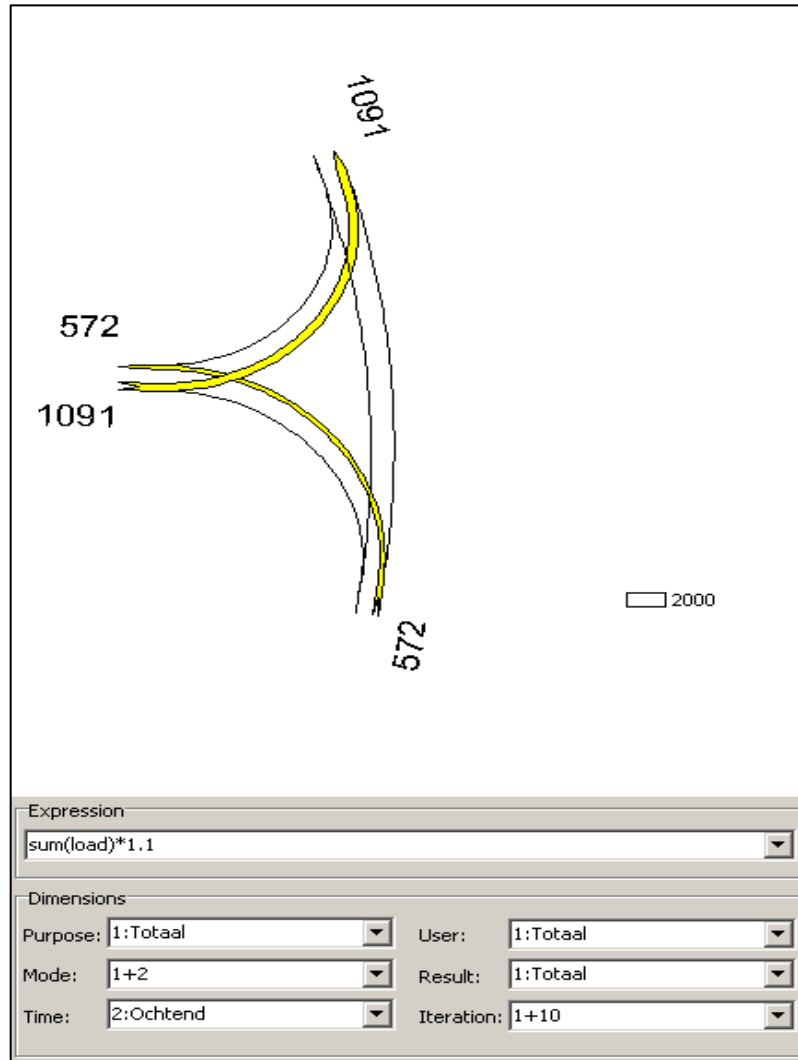 1091
572
1091
2000
572
Expression
sum(load)*1.1
Dimensions
Purpose: 1:Totaal User: 1:Totaal
Mode: 1+2 Result: 1:Totaal
Time: 2:Ochtend Iteration: 1+10